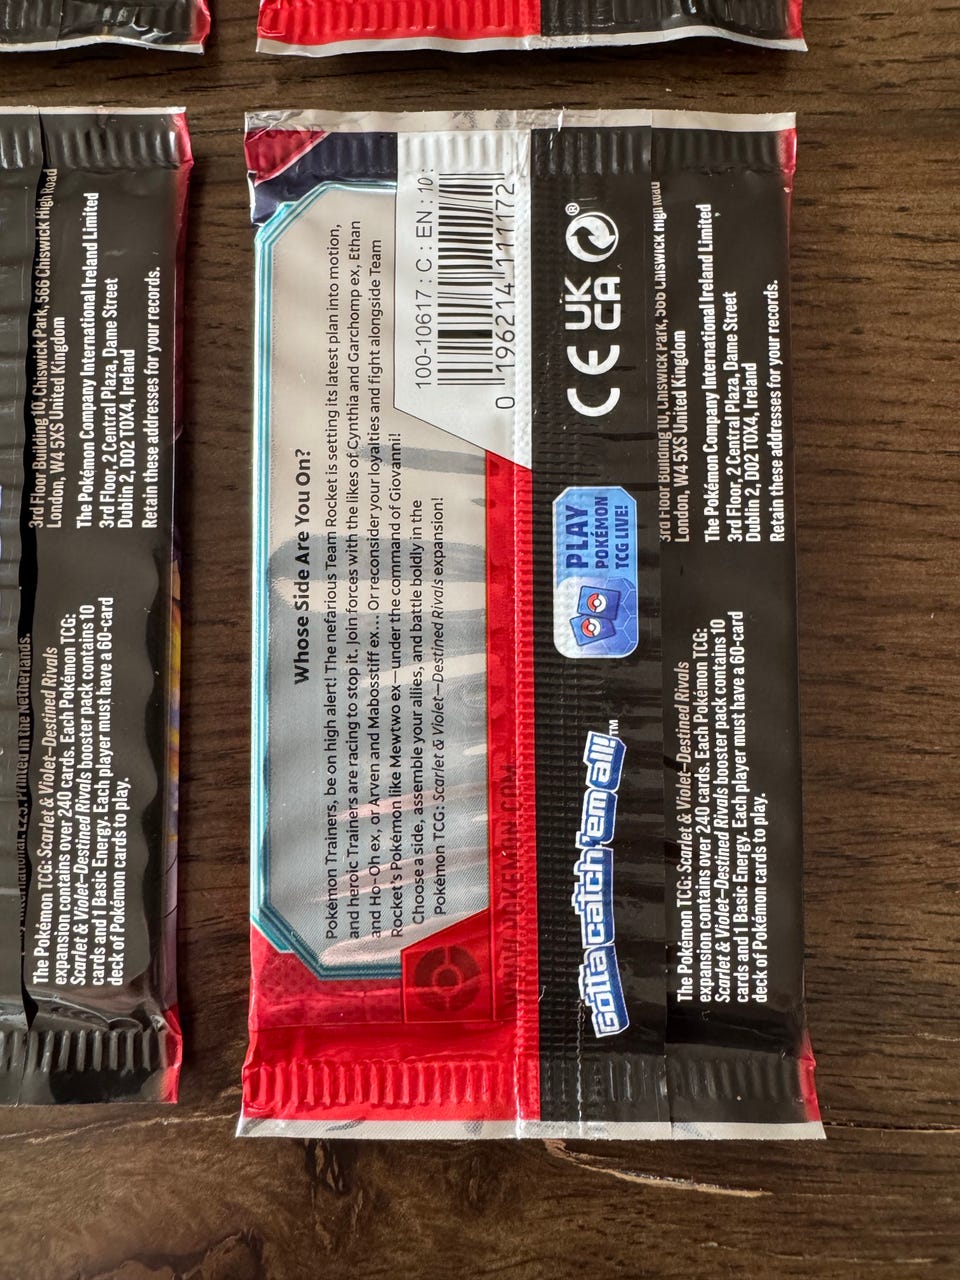 Whose Side Are You On?
Pokémon Trainers, be on high alert! The nefarious Team Rocket is setting its latest plan into motion,
and heroic Trainers are racing to stop it. Join forces with the likes of Cynthia and Garchomp ex, Ethan
and Ho-Oh ex, or Arven and Mabosstiff ex... Or reconsider your loyalties and fight alongside Team
Rocket's Pokémon like Mewtwo ex—under the command of Giovanni!
Choose a side, assemble your allies, and battle boldly in the
Pokémon TCG: Scarlet & Violet—Destined Rivals expansion!
100-10617 : C : EN : 10 :
0 196214 111172
WWW.POKEMON.COM
Gotta catch 'em all!™
PLAY
POKÉMON
TCG LIVE!
CE
UK
CA
®
The Pokémon TCG: Scarlet & Violet–Destined Rivals
expansion contains over 240 cards. Each Pokémon TCG:
Scarlet & Violet–Destined Rivals booster pack contains 10
cards and 1 Basic Energy. Each player must have a 60-card
deck of Pokémon cards to play.
3rd Floor Building 10, Chiswick Park, 566 Chiswick High Road
London, W4 5XS United Kingdom
The Pokémon Company International Ireland Limited
3rd Floor, 2 Central Plaza, Dame Street
Dublin 2, D02 T0X4, Ireland
Retain these addresses for your records.
International. Printed in the Netherlands.
The Pokémon TCG: Scarlet & Violet–Destined Rivals
expansion contains over 240 cards. Each Pokémon TCG:
Scarlet & Violet–Destined Rivals booster pack contains 10
cards and 1 Basic Energy. Each player must have a 60-card
deck of Pokémon cards to play.
3rd Floor Building 10, Chiswick Park, 566 Chiswick High Road
London, W4 5XS United Kingdom
The Pokémon Company International Ireland Limited
3rd Floor, 2 Central Plaza, Dame Street
Dublin 2, D02 T0X4, Ireland
Retain these addresses for your records.